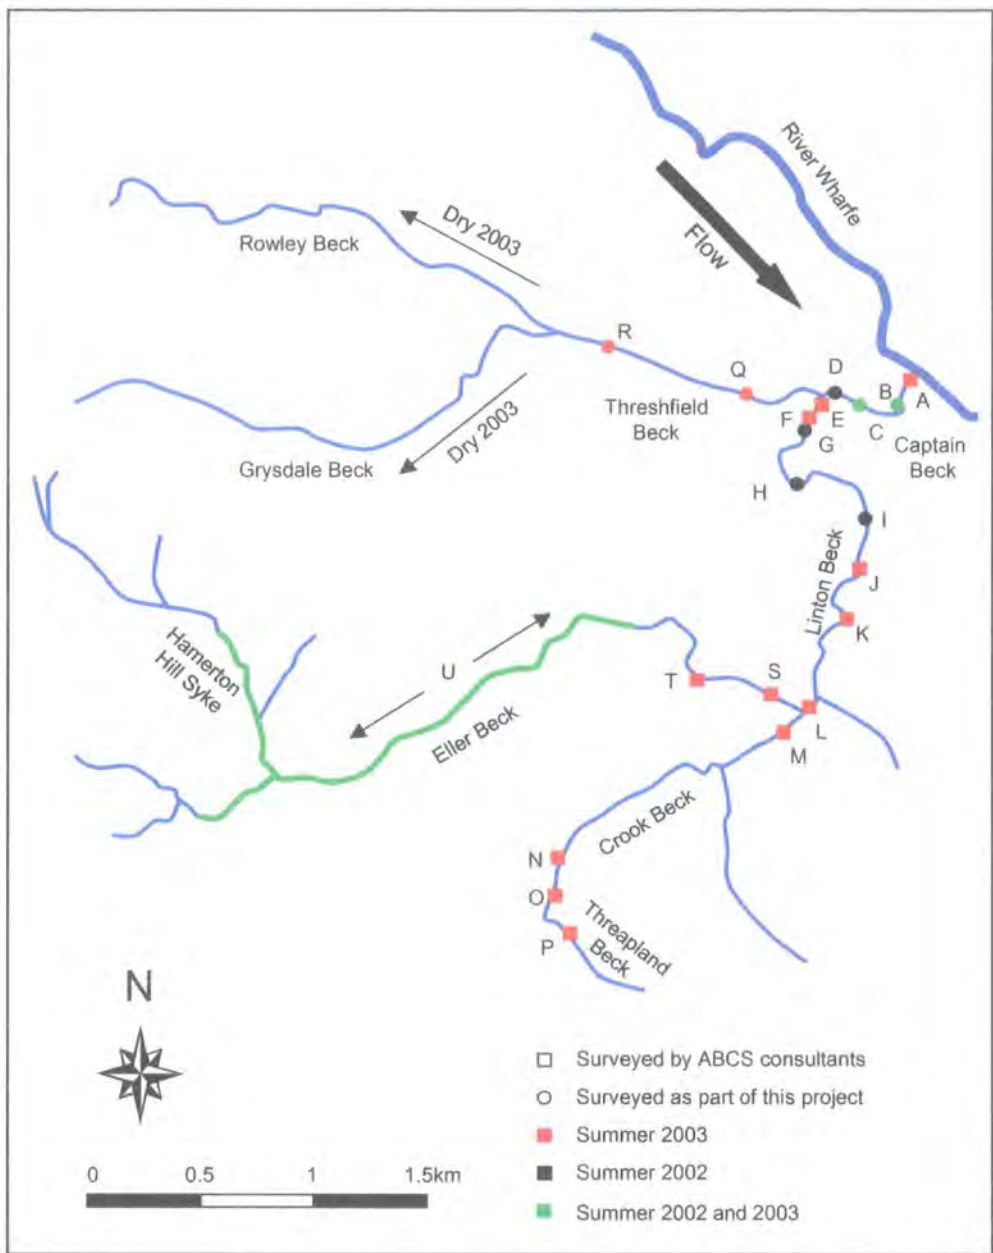 River Wharfe
Flow
Dry 2003
Rowley Beck
R
Q
D
B
A
Threshfield
Beck
F
E
C
G
Captain
Beck
Dry 2003
Grysdale Beck
H
I
Linton Beck
J
K
Hamerton
Hill Syke
U
T
S
L
Eller Beck
M
Crook Beck
N
O
P
Threapland
Beck
N
Surveyed by ABCS consultants
Surveyed as part of this project
Summer 2003
Summer 2002
Summer 2002 and 2003
0 0.5 1 1.5km